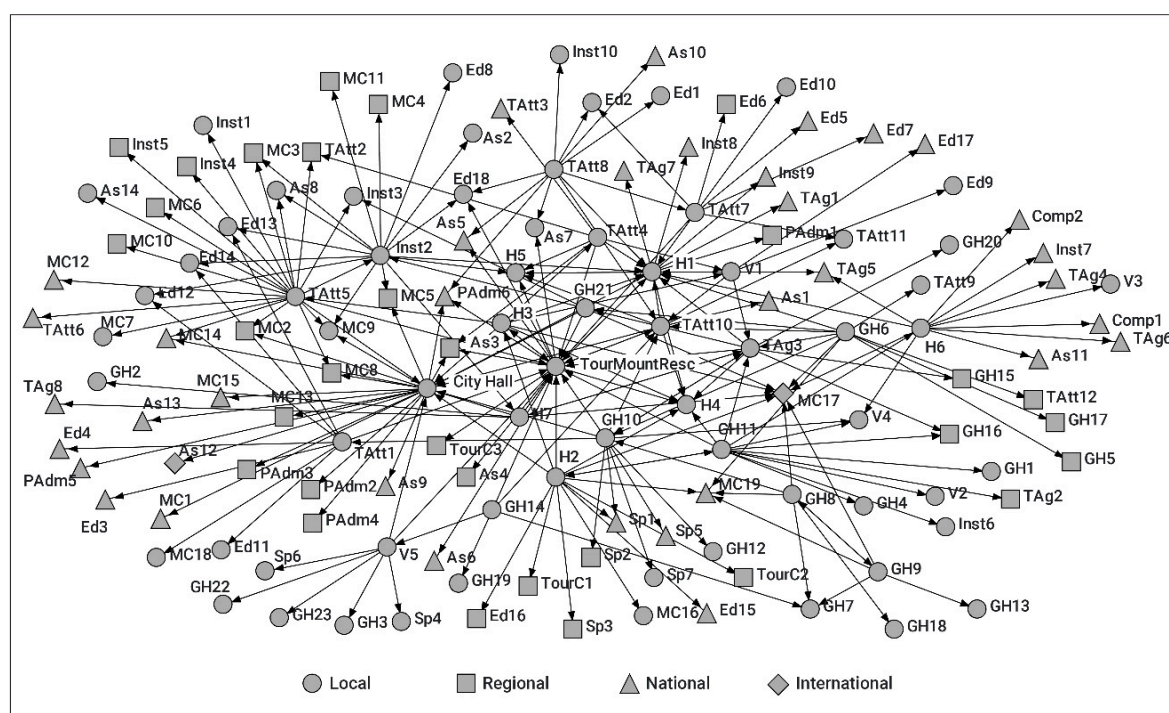 Inst10
As10
MC11
Ed8
MC4
Ed10
TAtt3
Ed2
Ed1
Ed6
Ed5
Inst1
As2
Inst8
Ed7
Ed17
Inst5
MC3
TAtt2
Inst4
TAtt8
TAg7
Inst9
As14
As8
Inst3
Ed18
TAg1
Ed9
MC6
TAtt7
Comp2
Ed13
As5
As7
TAtt4
PAdm1
TAtt11
GH20
MC10
Inst2
Inst7
Ed14
H5
H1
V1
TAg5
TAg4
MC12
TAtt9
V3
Ed12
TAtt5
MC5
PAdm6
GH21
As1
TAtt6
MC7
MC14
MC2
MC9
H3
TAtt10
GH6
H6
Comp1
TAg6
As3
TAg3
As11
GH2
MC8
City Hall
TourMountResc
GH15
TAg8
MC15
MC17
TAtt12
As13
MC13
H7
H4
V4
GH17
Ed4
TAtt1
TourC3
GH10
GH11
GH16
As12
PAdm5
PAdm3
PAdm2
As9
As4
H2
GH5
GH1
Ed3
MC1
PAdm4
GH14
MC19
GH8
GH4
V2
TAg2
Sp1
Sp5
Inst6
MC18
Ed11
Sp6
V5
As6
Sp2
GH12
GH19
TourC1
Sp7
TourC2
GH9
GH22
GH23
GH3
Sp4
Ed16
Sp3
MC16
Ed15
GH7
GH18
GH13
Local
Regional
National
International